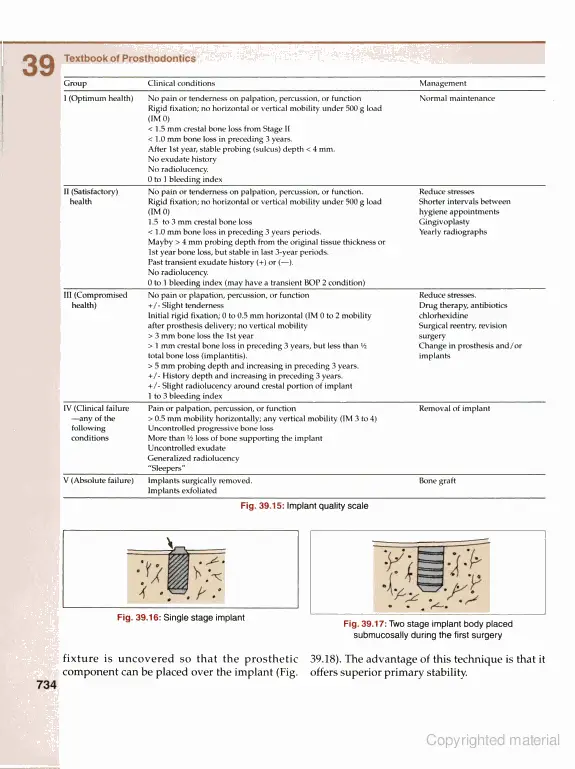 39 Textbook of Prosthodontics
Group Clinical conditions Management
I (Optimum health) No pain or tenderness on palpation, percussion, or function Normal maintenance
Rigid fixation; no horizontal or vertical mobility under 500 g load
(IM 0)
< 1.5 mm crestal bone loss from Stage II
< 1.0 mm bone loss in preceding 3 years.
After 1st year, stable probing (sulcus) depth < 4 mm.
No exudate history
No radiolucency.
0 to 1 bleeding index
II (Satisfactory) No pain or tenderness on palpation, percussion, or function. Reduce stresses
health Rigid fixation; no horizontal or vertical mobility under 500 g load Shorter intervals between
(IM 0) hygiene appointments
1.5 to 3 mm crestal bone loss Gingivoplasty
< 1.0 mm bone loss in preceding 3 years periods. Yearly radiographs
Mayby > 4 mm probing depth from the original tissue thickness or
1st year bone loss, but stable in last 3-year periods.
Past transient exudate history (+) or (—).
No radiolucency.
0 to 1 bleeding index (may have a transient BOP 2 condition)
III (Compromised No pain or plapation, percussion, or function Reduce stresses.
health) +/- Slight tenderness Drug therapy, antibiotics
Initial rigid fixation; 0 to 0.5 mm horizontal (IM 0 to 2 mobility chlorhexidine
after prosthesis delivery; no vertical mobility Surgical reentry, revision
> 3 mm bone loss the 1st year surgery
> 1 mm crestal bone loss in preceding 3 years, but less than ½ Change in prosthesis and/or
total bone loss (implantitis). implants
> 5 mm probing depth and increasing in preceding 3 years.
+/- History depth and increasing in preceding 3 years.
+/- Slight radiolucency around crestal portion of implant
1 to 3 bleeding index
IV (Clinical failure Pain or palpation, percussion, or function Removal of implant
—any of the > 0.5 mm mobility horizontally; any vertical mobility (IM 3 to 4)
following Uncontrolled progressive bone loss
conditions More than ½ loss of bone supporting the implant
Uncontrolled exudate
Generalized radiolucency
"Sleepers"
V (Absolute failure) Implants surgically removed. Bone graft
Implants exfoliated
Fig. 39.15: Implant quality scale
Fig. 39.16: Single stage implant
Fig. 39.17: Two stage implant body placed
submucosally during the first surgery
fixture is uncovered so that the prosthetic
component can be placed over the implant (Fig.
39.18). The advantage of this technique is that it
offers superior primary stability.
734
Copyrighted material